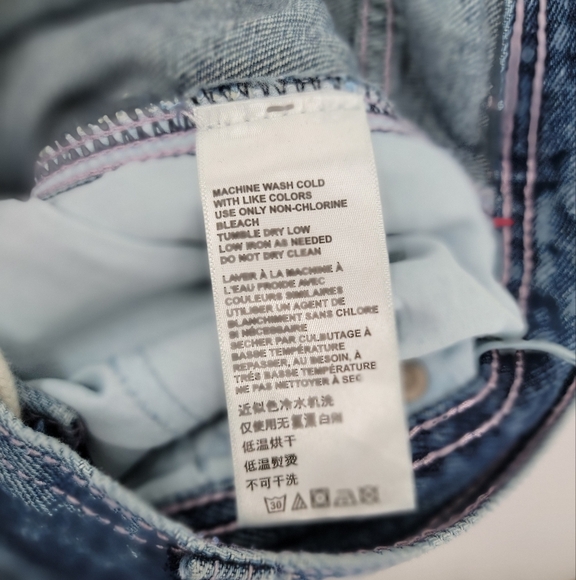 MACHINE WASH COLD
WITH LIKE COLORS
USE ONLY NON-CHLORINE
BLEACH
TUMBLE DRY LOW
LOW IRON AS NEEDED
DO NOT DRY CLEAN
LAVER À LA MACHINE À
L'EAU FROIDE AVEC
COULEURS SIMILAIRES
UTILISER UN AGENT DE
BLANCHIMENT SANS CHLORE
SI NÉCESSAIRE
SÉCHER PAR CULBUTAGE À
BASSE TEMPÉRATURE
REPASSER, AU BESOIN, À
TRÈS BASSE TEMPÉRATURE
NE PAS NETTOYER À SEC
近似色冷水机洗
仅使用无氯漂白剂
低温烘干
低温熨烫
不可干洗
30